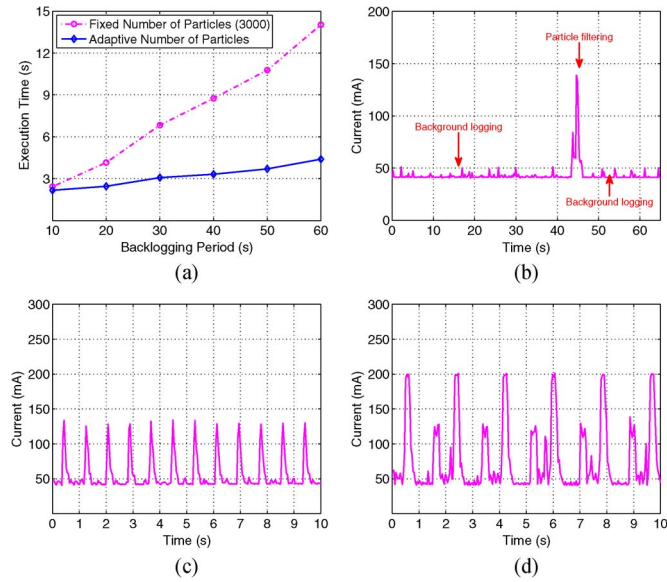 15
12
9
6
3
Execution Time (s)
Fixed Number of Particles (3000)
Adaptive Number of Particles
10 20 30 40 50 60
Backlogging Period (s)
(a)
200
150
100
50
0
Current (mA)
Particle filtering
Background logging
Background logging
0 10 20 30 40 50 60
Time (s)
(b)
300
250
200
150
100
50
0
Current (mA)
0 1 2 3 4 5 6 7 8 9 10
Time (s)
(c)
300
250
200
150
100
50
0
Current (mA)
0 1 2 3 4 5 6 7 8 9 10
Time (s)
(d)